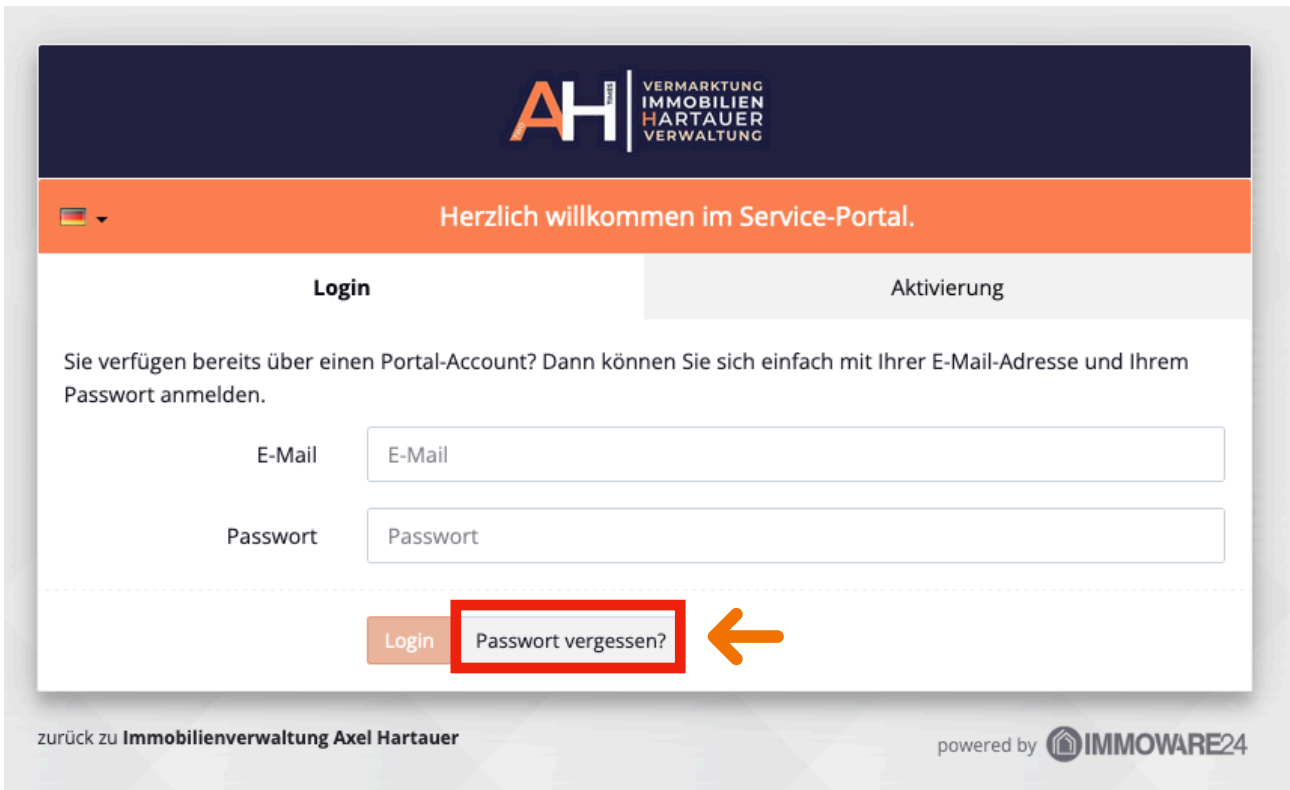 PRO
AH
TIMES
VERMARKTUNG
IMMOBILIEN
HARTAUER
VERWALTUNG
Herzlich willkommen im Service-Portal.
Login
Aktivierung
Sie verfügen bereits über einen Portal-Account? Dann können Sie sich einfach mit Ihrer E-Mail-Adresse und Ihrem
Passwort anmelden.
E-Mail
E-Mail
Passwort
Passwort
Login
Passwort vergessen?
zurück zu Immobilienverwaltung Axel Hartauer
powered by IMMOWARE24